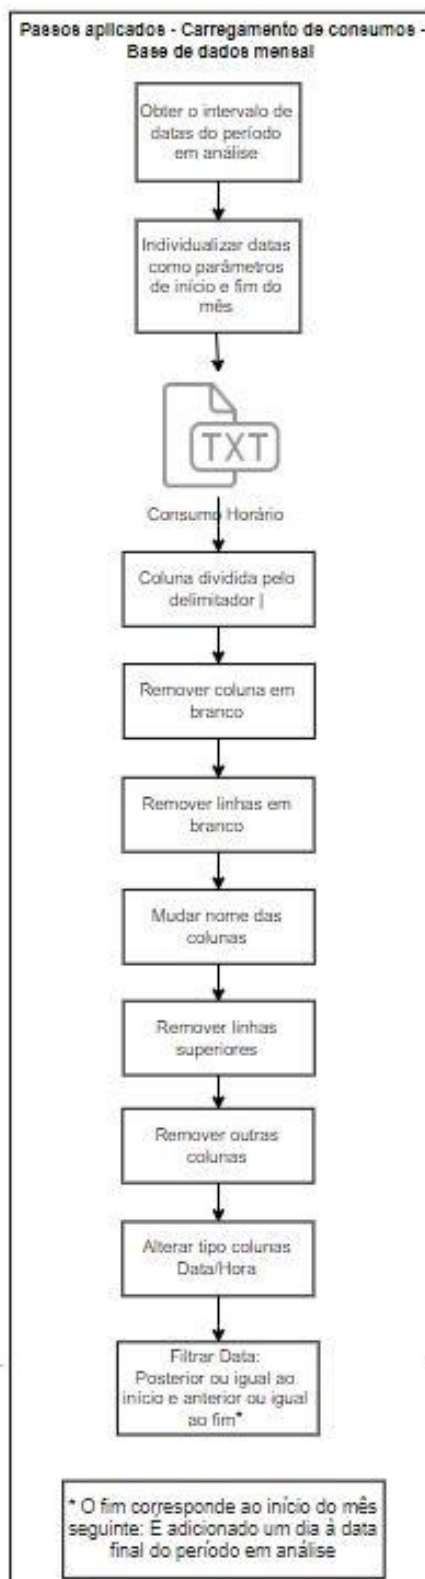 Passos aplicados - Carregamento de consumos -
Base de dados mensal
Obter o intervalo de
datas do período
em análise
Individualizar datas
como parâmetros
de início e fim do
mês
TXT
Consumo Horário
Coluna dividida pelo
delimitador |
Remover coluna em
branco
Remover linhas em
branco
Mudar nome das
colunas
Remover linhas
superiores
Remover outras
colunas
Alterar tipo colunas
Data/Hora
Filtrar Data:
Posterior ou igual ao
início e anterior ou igual
ao fim*
* O fim corresponde ao início do mês
seguinte: É adicionado um dia à data
final do período em análise